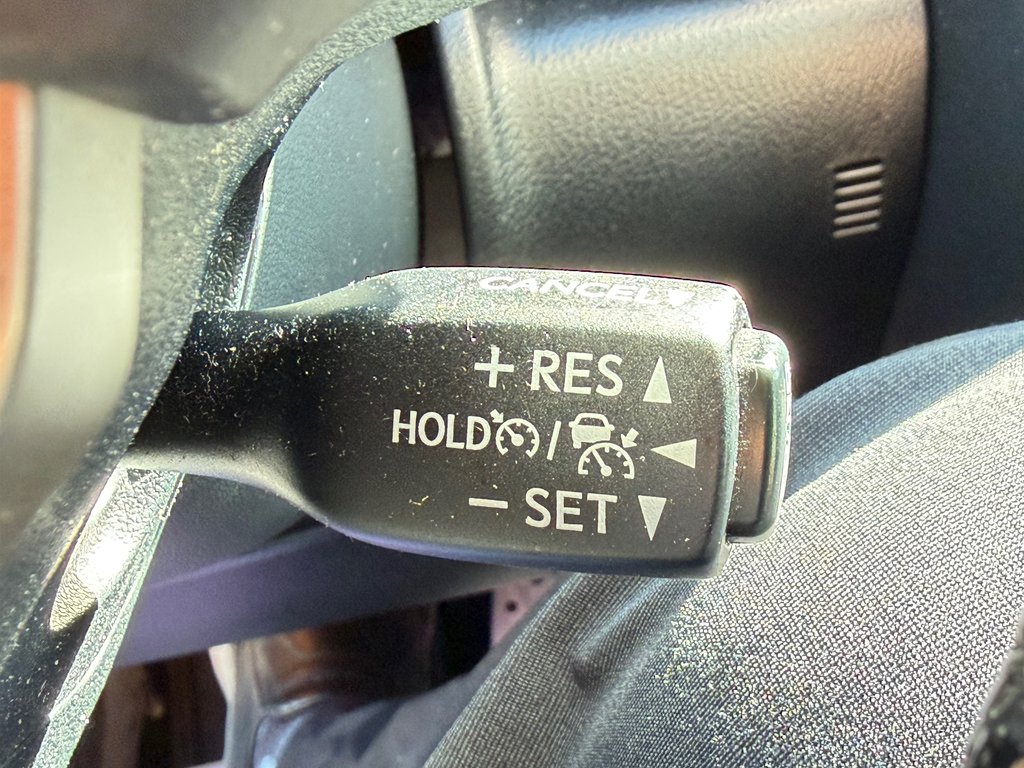 CANCEL
+ RES
HOLD /
- SET